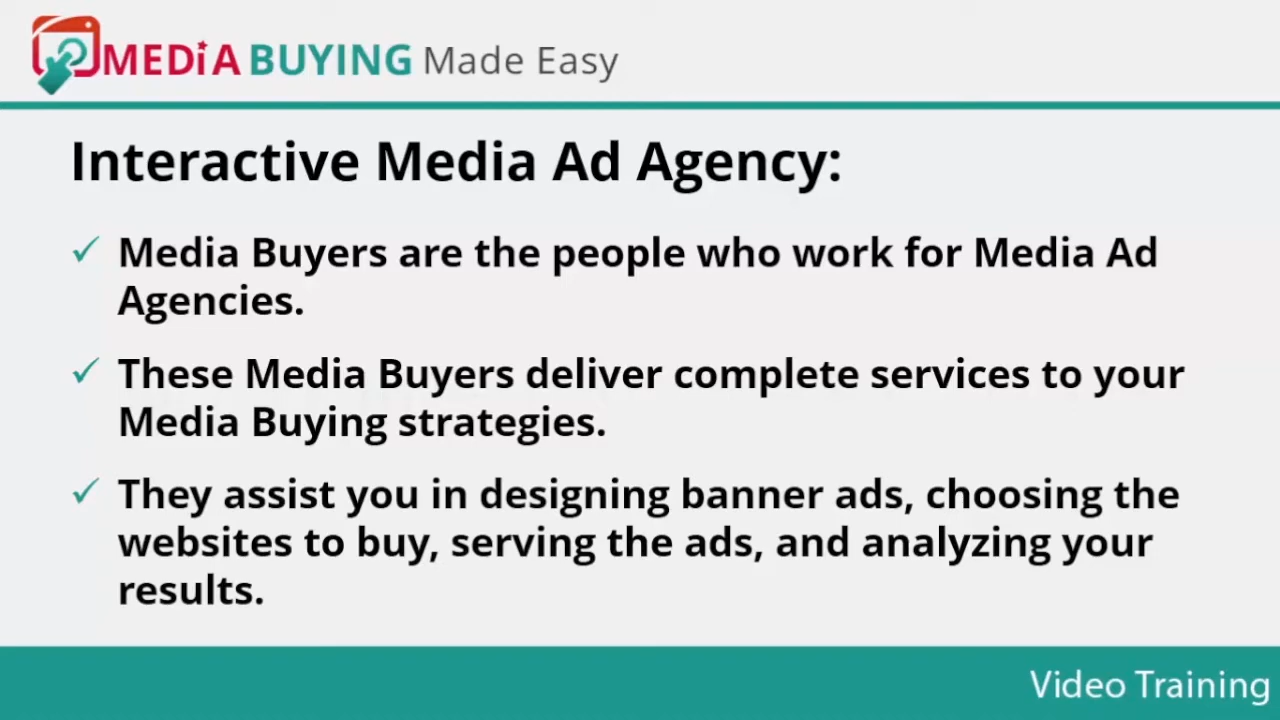 MEDiA BUYING Made Easy
Interactive Media Ad Agency:
✓ Media Buyers are the people who work for Media Ad
Agencies.
✓ These Media Buyers deliver complete services to your
Media Buying strategies.
✓ They assist you in designing banner ads, choosing the
websites to buy, serving the ads, and analyzing your
results.
Video Training